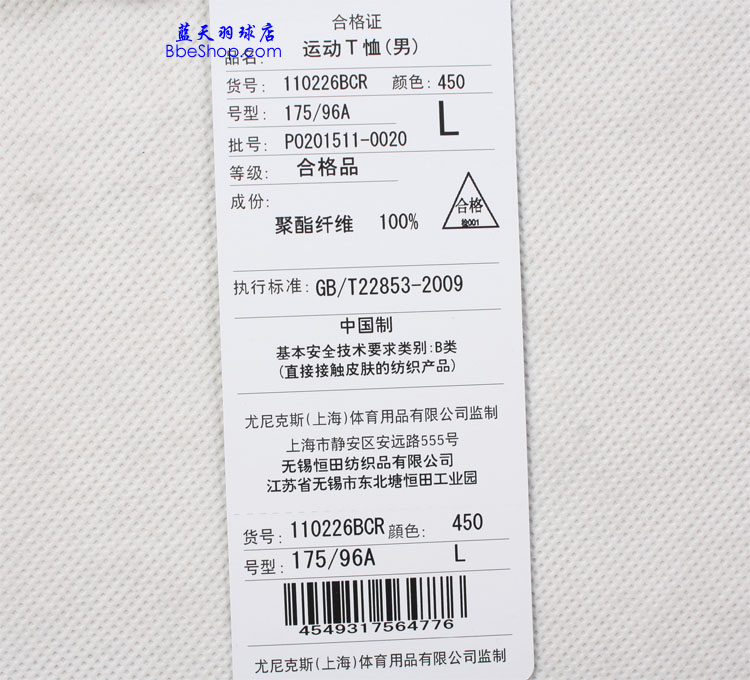 蓝天羽球店
BbeShop.com
合格证
品名: 运动T恤(男)
货号: 110226BCR 颜色: 450
号型: 175/96A L
批号: PO201511-0020
等级: 合格品
成份:
聚酯纤维 100%
合格
检001
执行标准: GB/T22853-2009
中国制
基本安全技术要求类别:B类
(直接接触皮肤的纺织产品)
尤尼克斯(上海)体育用品有限公司监制
上海市静安区安远路555号
无锡恒田纺织品有限公司
江苏省无锡市东北塘恒田工业园
货号: 110226BCR 顔色: 450
号型: 175/96A L
4549317564776
尤尼克斯(上海)体育用品有限公司监制